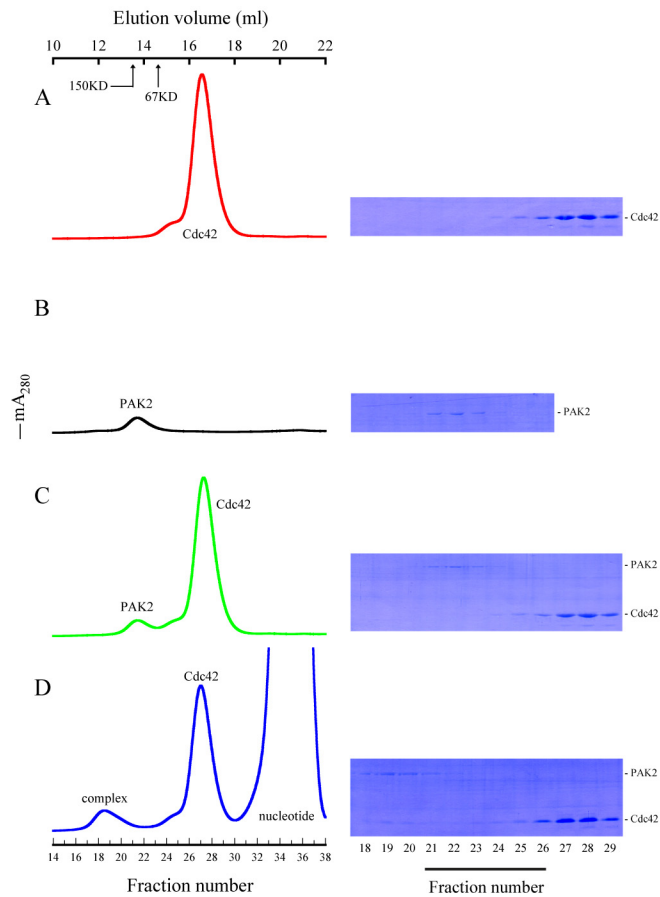 Elution volume (ml)
10 12 14 16 18 20 22
150KD
67KD
A
Cdc42
- Cdc42
B
PAK2
- PAK2
— mA280
C
Cdc42
PAK2
- PAK2
- Cdc42
D
Cdc42
complex
nucleotide
- PAK2
- Cdc42
14 16 18 20 22 24 26 28 30 32 34 36 38
18 19 20 21 22 23 24 25 26 27 28 29
Fraction number
Fraction number